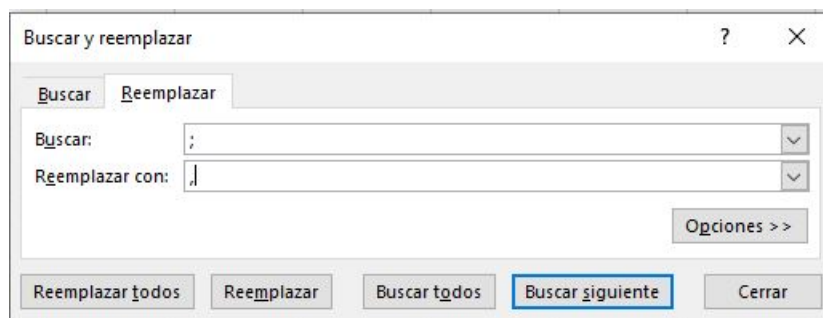 Buscar y reemplazar ? X
Buscar Reemplazar
Buscar: ;
Reemplazar con: ,
Opciones >>
Reemplazar todos Reemplazar Buscar todos Buscar siguiente Cerrar